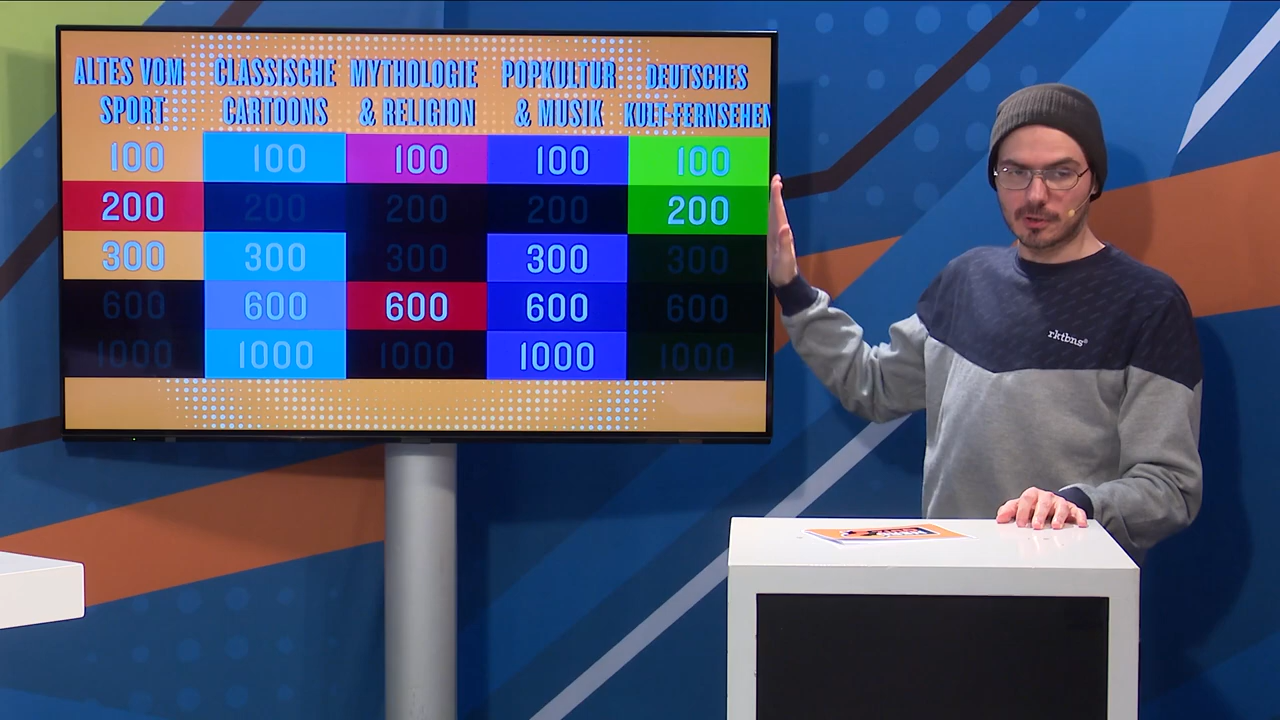 ALTES VOM CLASSISCHE MYTHOLOGIE POPKULTUR DEUTSCHES
SPORT CARTOONS & RELIGION & MUSIK KULT-FERNSEHEN
100 100 100 100 100
200 200 200 200 200
300 300 300 300 300
600 600 600 600 600
1000 1000 1000 1000 1000
rktbns®